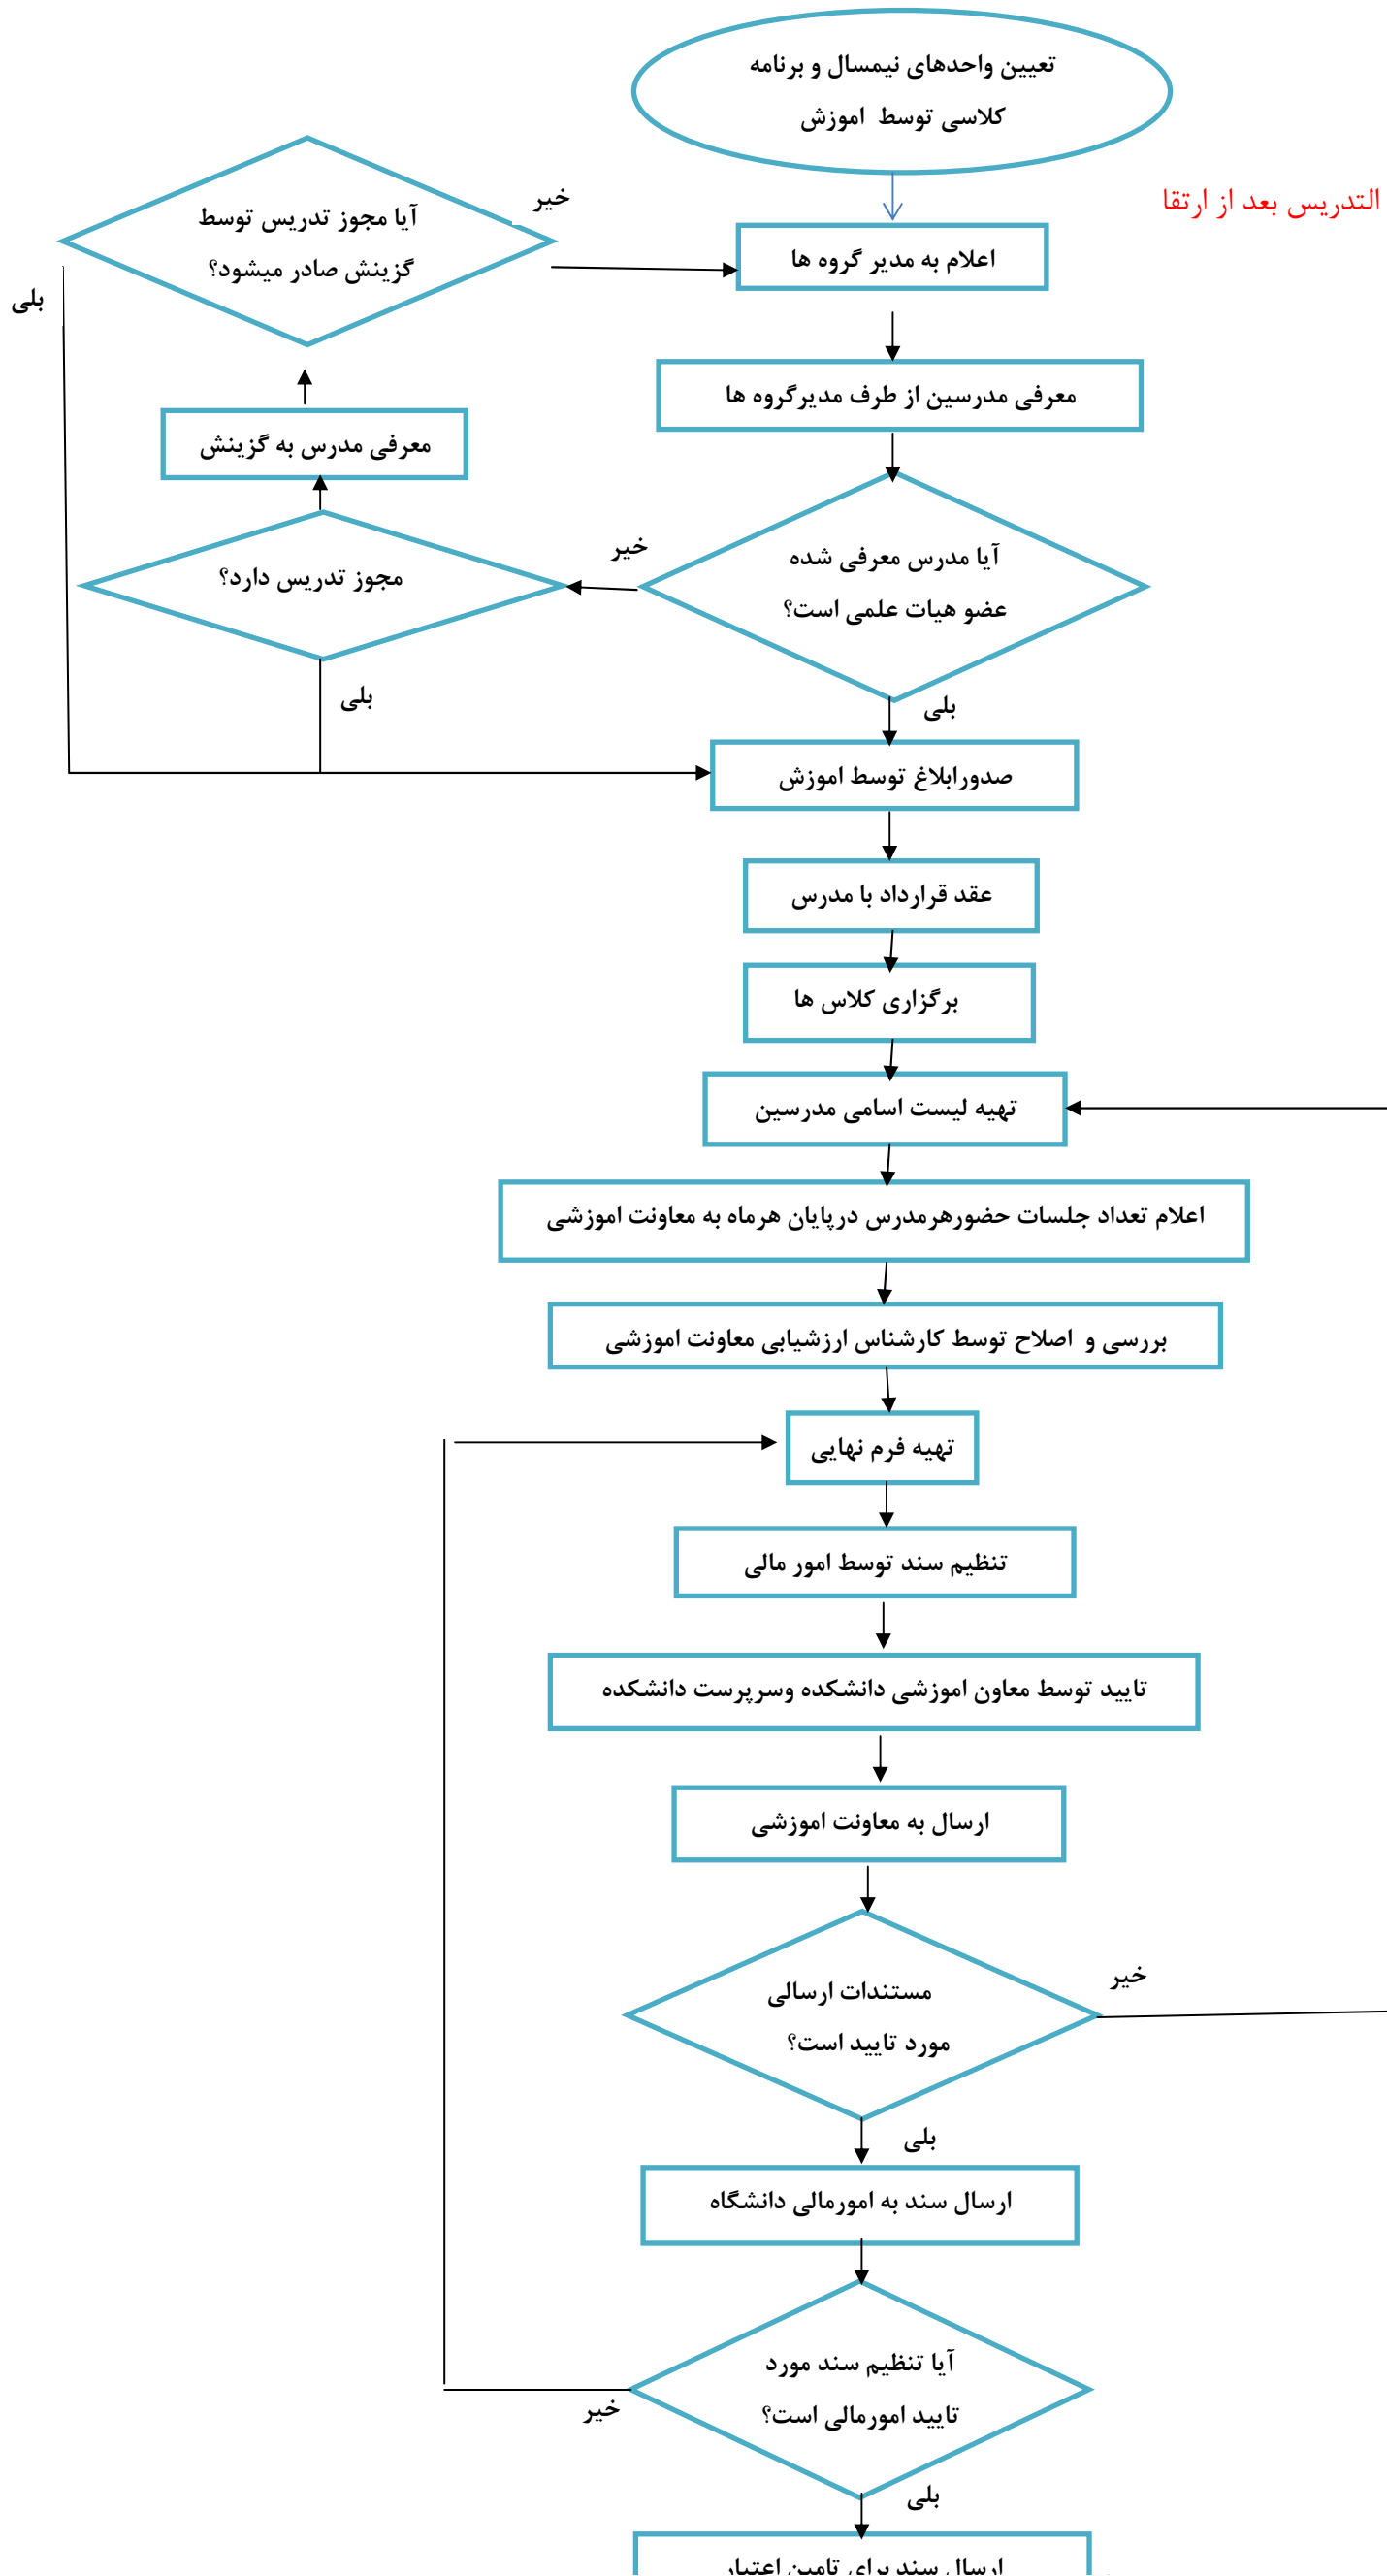 تعیین واحدهای نیمسال و برنامه
کلاسی توسط اموزش
التدریس بعد از ارتقا
خیر
آیا مجوز تدریس توسط
گزینش صادر میشود؟
بلی
اعلام به مدیر گروه ها
معرفی مدرسین از طرف مدیرگروه ها
معرفی مدرس به گزینش
خیر
آیا مدرس معرفی شده
عضو هیات علمی است؟
مجوز تدریس دارد؟
بلی
بلی
صدورابلاغ توسط اموزش
عقد قرارداد با مدرس
برگزاری کلاس ها
تهیه لیست اسامی مدرسین
اعلام تعداد جلسات حضورهرمدرس درپایان هرماه به معاونت اموزشی
بررسی و اصلاح توسط کارشناس ارزشیابی معاونت اموزشی
تهیه فرم نهایی
تنظیم سند توسط امور مالی
تایید توسط معاون اموزشی دانشکده وسرپرست دانشکده
ارسال به معاونت اموزشی
خیر
مستندات ارسالی
مورد تایید است؟
بلی
ارسال سند به امورمالی دانشگاه
آیا تنظیم سند مورد
تایید امورمالی است؟
خیر
بلی
ارسال سند برای تامین اعتبار